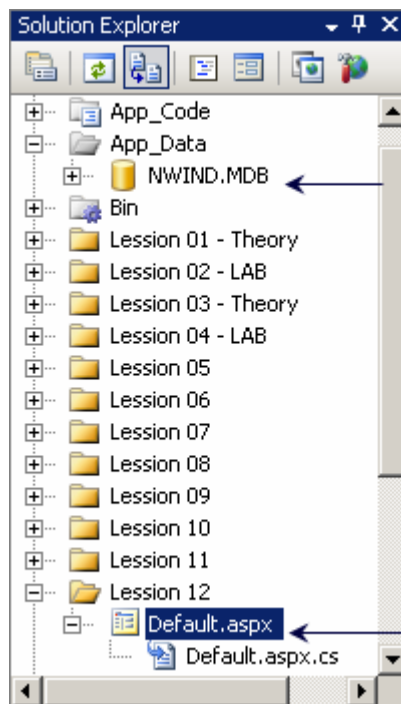 Solution Explorer
App_Code
App_Data
NWIND.MDB
Bin
Lession 01 - Theory
Lession 02 - LAB
Lession 03 - Theory
Lession 04 - LAB
Lession 05
Lession 06
Lession 07
Lession 08
Lession 09
Lession 10
Lession 11
Lession 12
Default.aspx
Default.aspx.cs